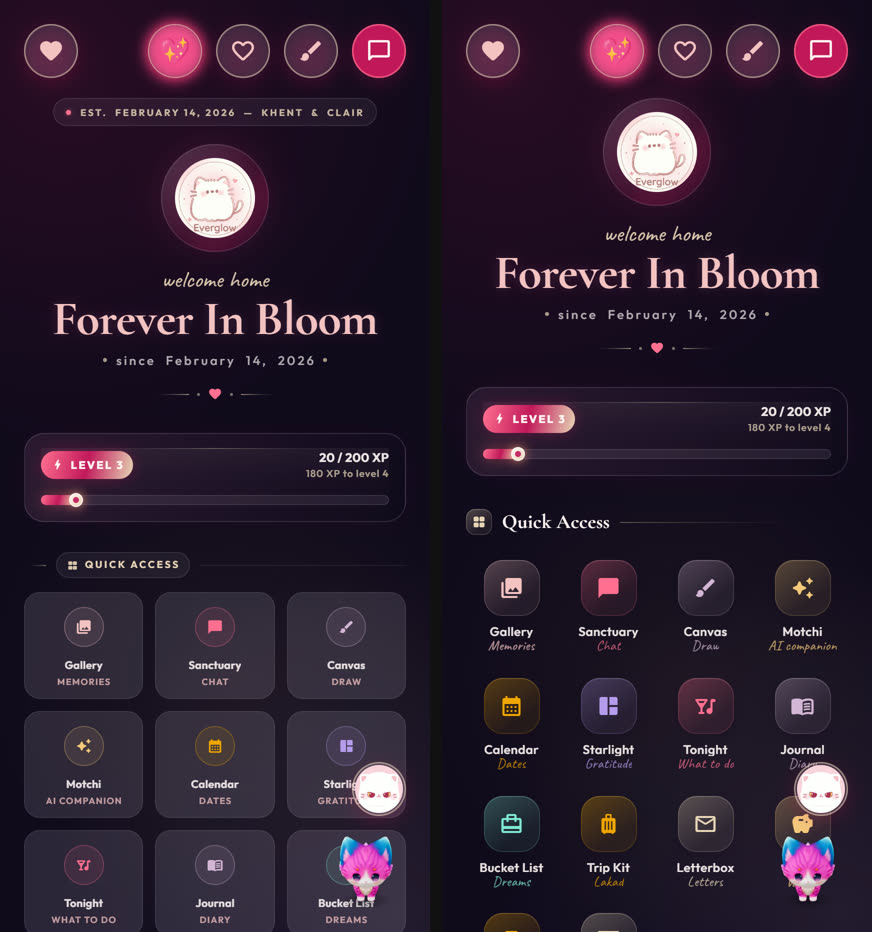 EST. FEBRUARY 14, 2026 — KHENT & CLAIR
Everglow
welcome home
Forever In Bloom
• since February 14, 2026 •
LEVEL 3
20 / 200 XP
180 XP to level 4
QUICK ACCESS
Gallery
MEMORIES
Sanctuary
CHAT
Canvas
DRAW
Motchi
AI COMPANION
Calendar
DATES
Tonight
WHAT TO DO
Journal
DIARY
Bucket List
DREAMS
Everglow
welcome home
Forever In Bloom
• since February 14, 2026 •
LEVEL 3
20 / 200 XP
180 XP to level 4
Quick Access
Gallery
Memories
Sanctuary
Chat
Canvas
Draw
Motchi
AI companion
Calendar
Dates
Starlight
Gratitude
Tonight
What to do
Journal
Diary
Bucket List
Dreams
Trip Kit
Lakad
Letterbox
Letters